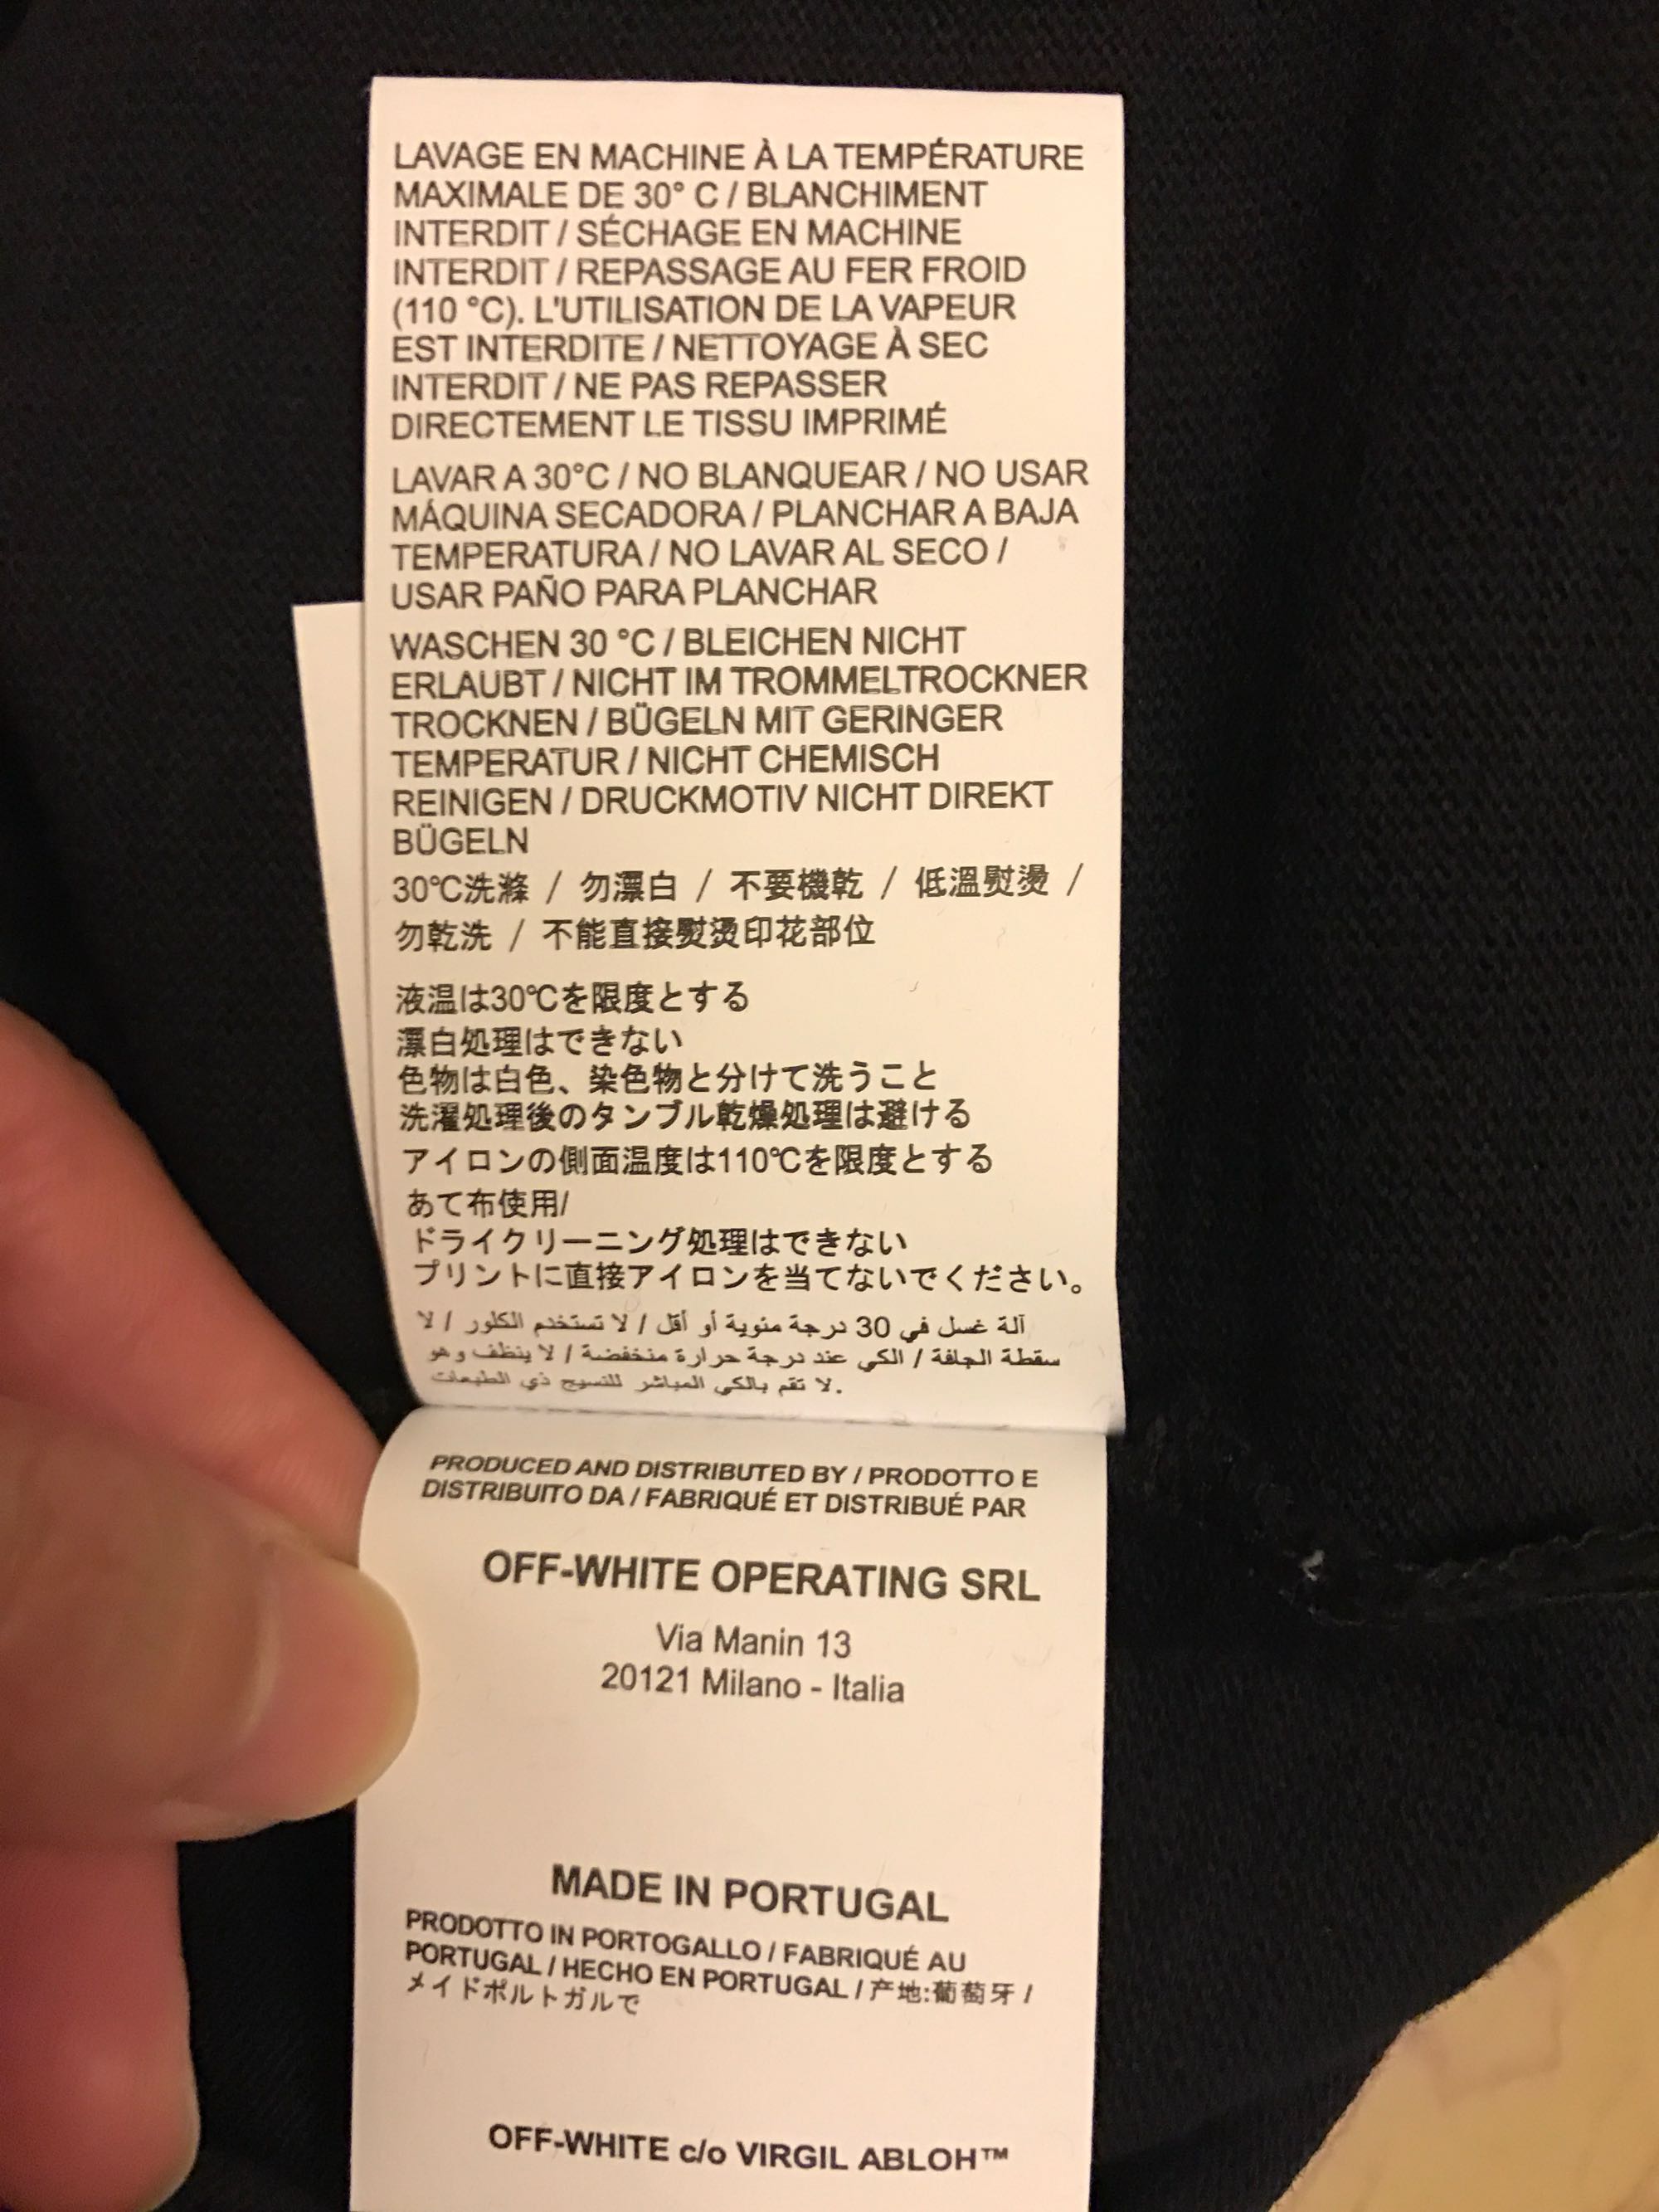 LAVAGE EN MACHINE À LA TEMPÉRATURE
MAXIMALE DE 30° C / BLANCHIMENT
INTERDIT / SÉCHAGE EN MACHINE
INTERDIT / REPASSAGE AU FER FROID
(110 °C). L'UTILISATION DE LA VAPEUR
EST INTERDITE / NETTOYAGE À SEC
INTERDIT / NE PAS REPASSER
DIRECTEMENT LE TISSU IMPRIMÉ
LAVAR A 30°C / NO BLANQUEAR / NO USAR
MÁQUINA SECADORA / PLANCHAR A BAJA
TEMPERATURA / NO LAVAR AL SECO /
USAR PAÑO PARA PLANCHAR
WASCHEN 30 °C / BLEICHEN NICHT
ERLAUBT / NICHT IM TROMMELTROCKNER
TROCKNEN / BÜGELN MIT GERINGER
TEMPERATUR / NICHT CHEMISCH
REINIGEN / DRUCKMOTIV NICHT DIREKT
BÜGELN
30℃洗滌 / 勿漂白 / 不要機乾 / 低溫熨燙 /
勿乾洗 / 不能直接熨烫印花部位
液温は30℃を限度とする
漂白処理はできない
色物は白色、染色物と分けて洗うこと
洗濯処理後のタンブル乾燥処理は避ける
アイロンの側面温度は110℃を限度とする
あて布使用/
ドライクリーニング処理はできない
プリントに直接アイロンを当てないでください。
آلة غسل في 30 درجة مئوية أو أقل / لا تستخدم الكلور / لا
سقطة الجافة / الكي عند درجة حرارة منخفضة / لا ينظف وهو
لا تقم بالكي المباشر للنسيج ذي الطبعات.
PRODUCED AND DISTRIBUTED BY / PRODOTTO E
DISTRIBUITO DA / FABRIQUÉ ET DISTRIBUÉ PAR
OFF-WHITE OPERATING SRL
Via Manin 13
20121 Milano - Italia
MADE IN PORTUGAL
PRODOTTO IN PORTOGALLO / FABRIQUÉ AU
PORTUGAL / HECHO EN PORTUGAL / 产地:葡萄牙 /
メイドポルトガルで
OFF-WHITE c/o VIRGIL ABLOH™